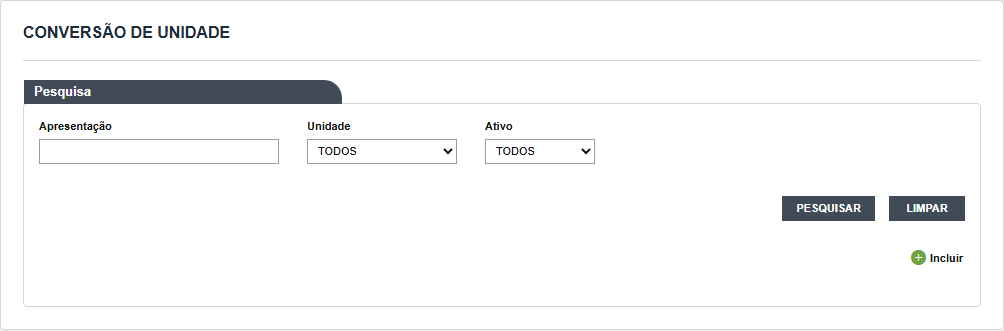 CONVERSÃO DE UNIDADE
Pesquisa
Apresentação Unidade Ativo
TODOS TODOS
PESQUISAR LIMPAR
Incluir